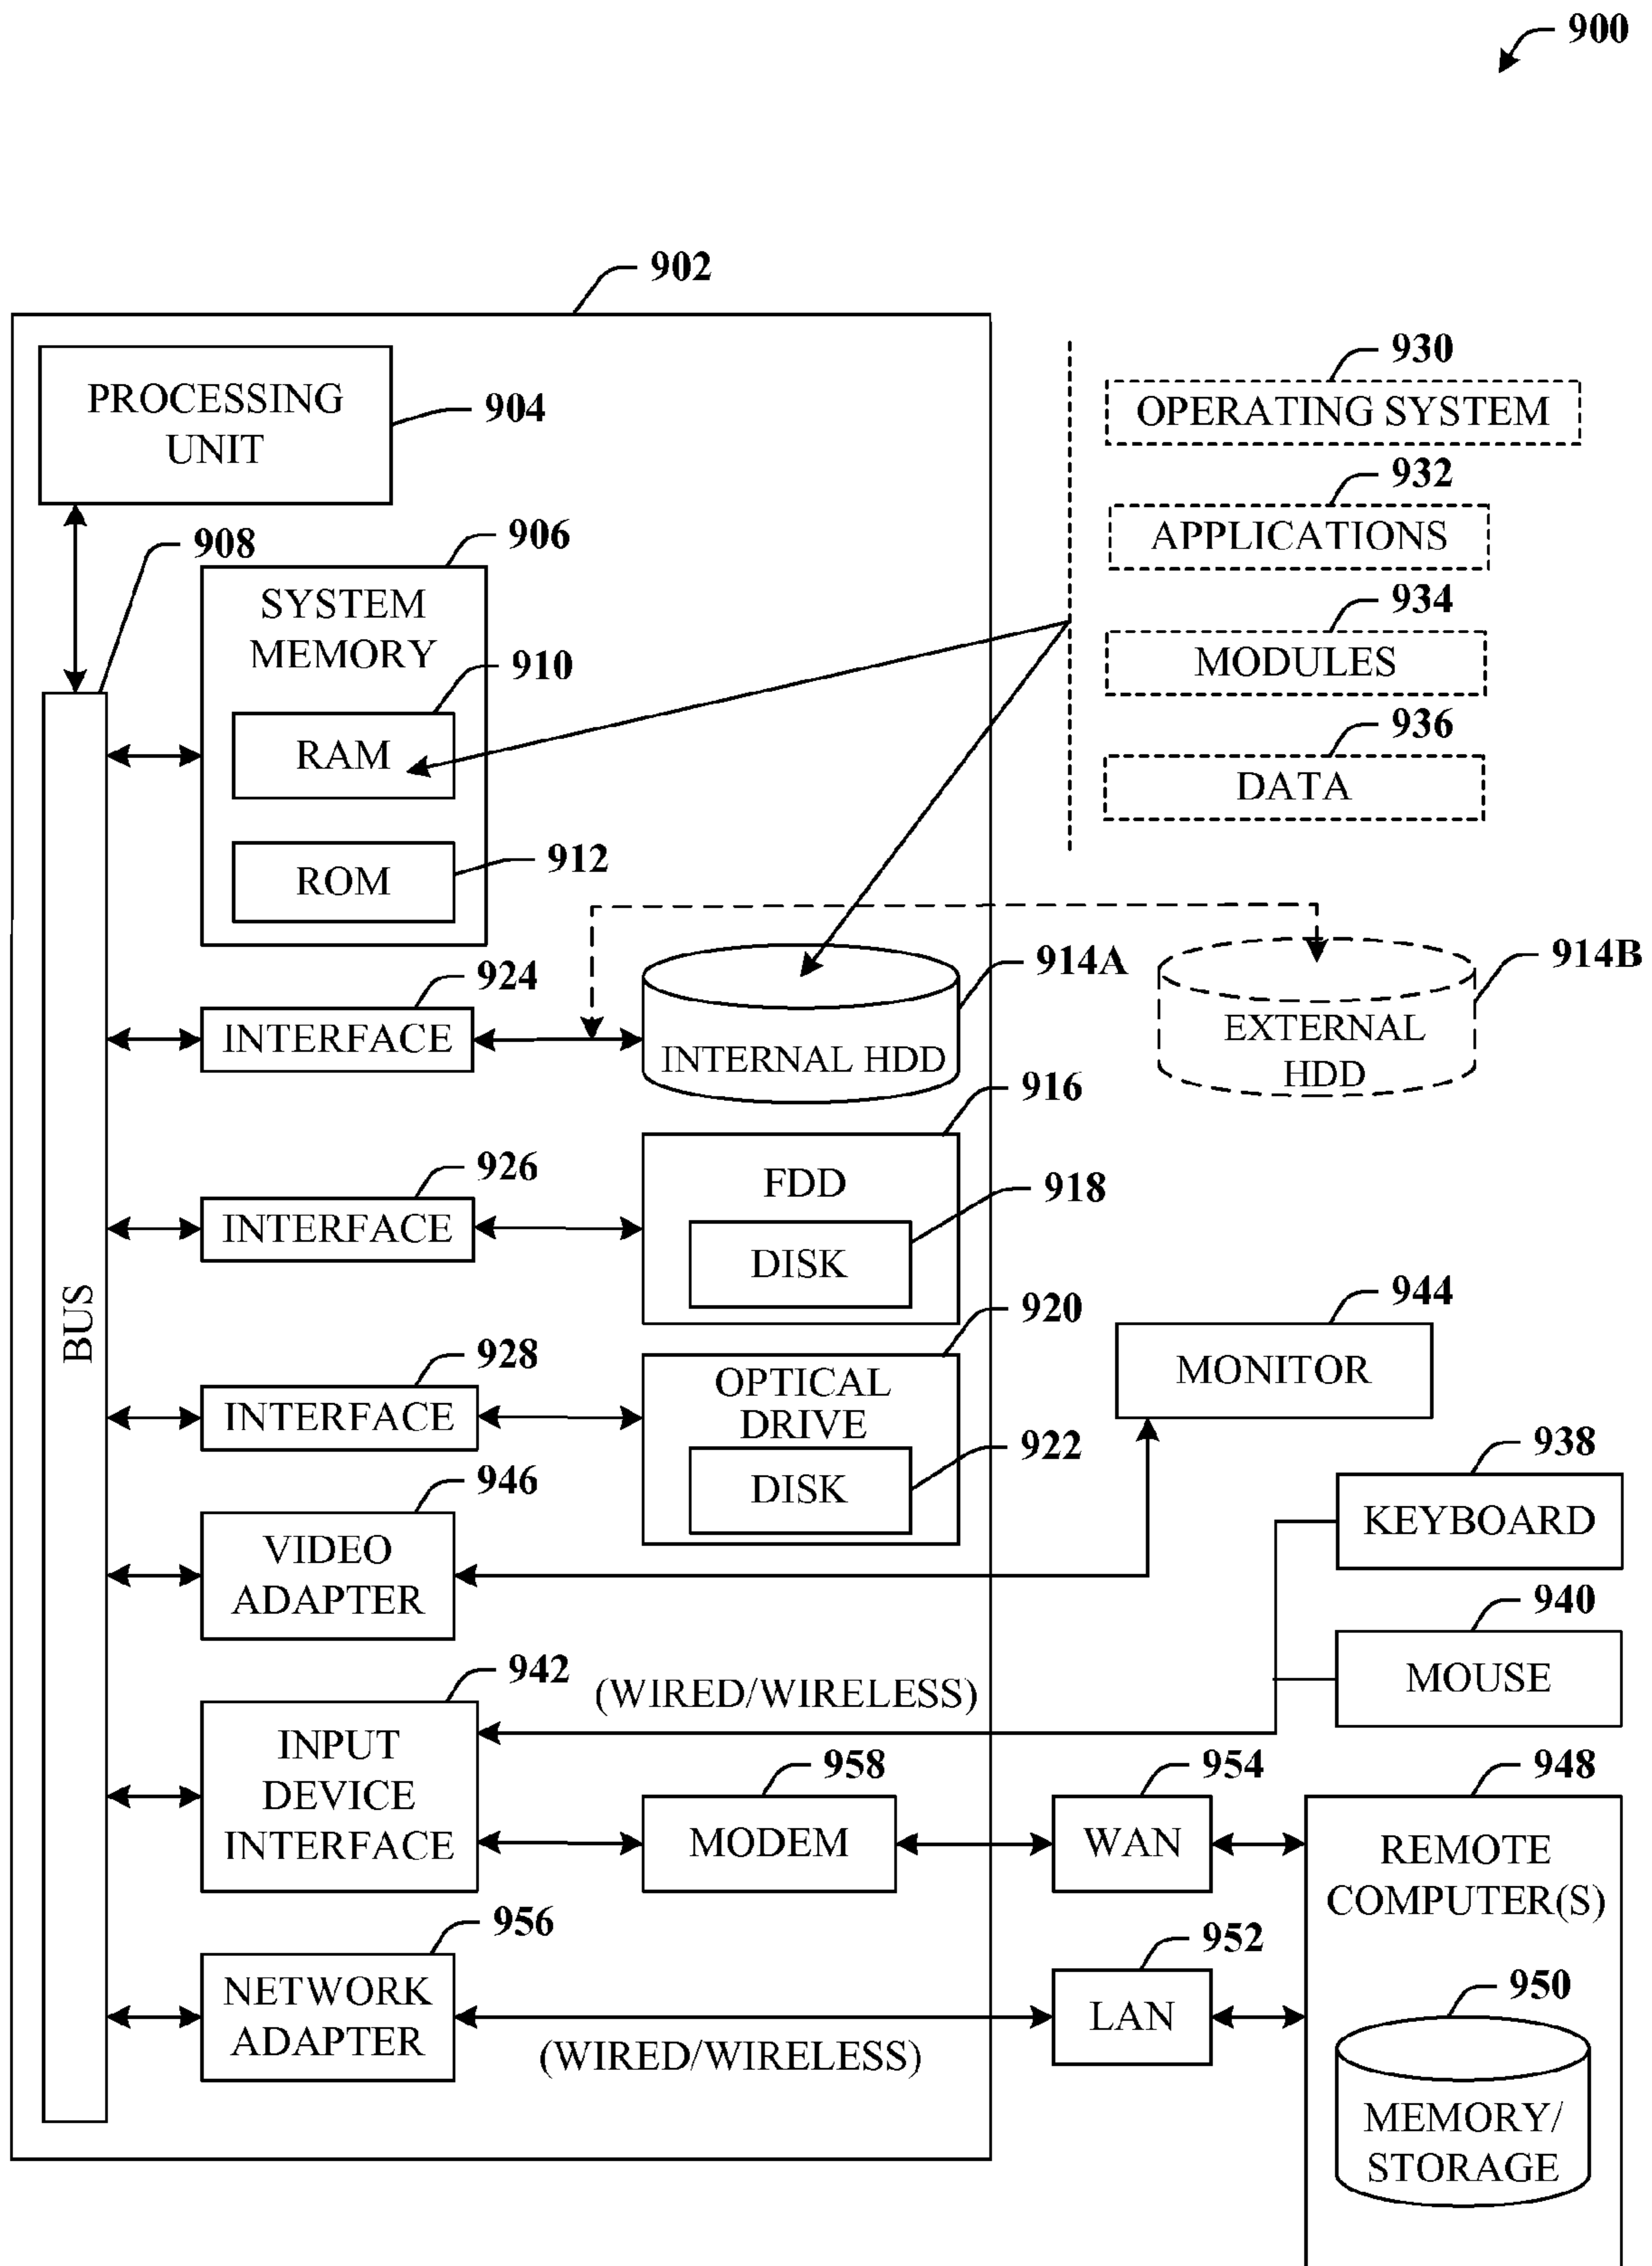 900
902
PROCESSING
UNIT
904
908
906
SYSTEM
MEMORY
910
RAM
912
ROM
930
OPERATING SYSTEM
932
APPLICATIONS
934
MODULES
936
DATA
924
INTERFACE
914A
INTERNAL HDD
914B
EXTERNAL
HDD
926
INTERFACE
916
FDD
918
DISK
BUS
928
INTERFACE
920
OPTICAL
DRIVE
922
DISK
944
MONITOR
946
VIDEO
ADAPTER
938
KEYBOARD
940
MOUSE
942
INPUT
DEVICE
INTERFACE
(WIRED/WIRELESS)
958
MODEM
954
WAN
948
REMOTE
COMPUTER(S)
956
NETWORK
ADAPTER
(WIRED/WIRELESS)
952
LAN
950
MEMORY/
STORAGE